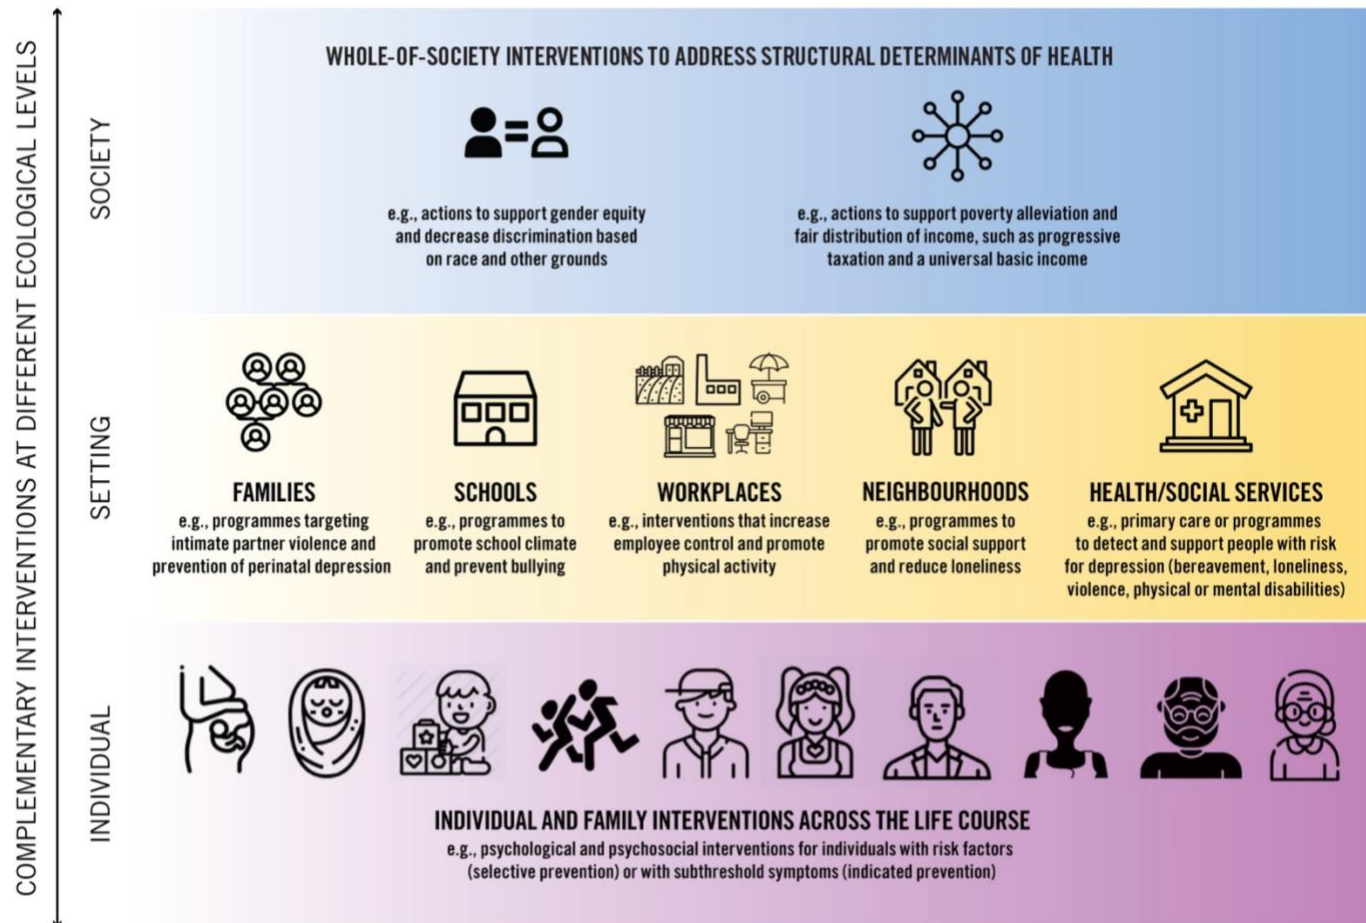 COMPLEMENTARY INTERVENTIONS AT DIFFERENT ECOLOGICAL LEVELS
SOCIETY
WHOLE-OF-SOCIETY INTERVENTIONS TO ADDRESS STRUCTURAL DETERMINANTS OF HEALTH
e.g., actions to support gender equity
and decrease discrimination based
on race and other grounds
e.g., actions to support poverty alleviation and
fair distribution of income, such as progressive
taxation and a universal basic income
SETTING
FAMILIES
e.g., programmes targeting
intimate partner violence and
prevention of perinatal depression
SCHOOLS
e.g., programmes to
promote school climate
and prevent bullying
WORKPLACES
e.g., interventions that increase
employee control and promote
physical activity
NEIGHBOURHOODS
e.g., programmes to
promote social support
and reduce loneliness
HEALTH/SOCIAL SERVICES
e.g., primary care or programmes
to detect and support people with risk
for depression (bereavement, loneliness,
violence, physical or mental disabilities)
INDIVIDUAL
INDIVIDUAL AND FAMILY INTERVENTIONS ACROSS THE LIFE COURSE
e.g., psychological and psychosocial interventions for individuals with risk factors
(selective prevention) or with subthreshold symptoms (indicated prevention)